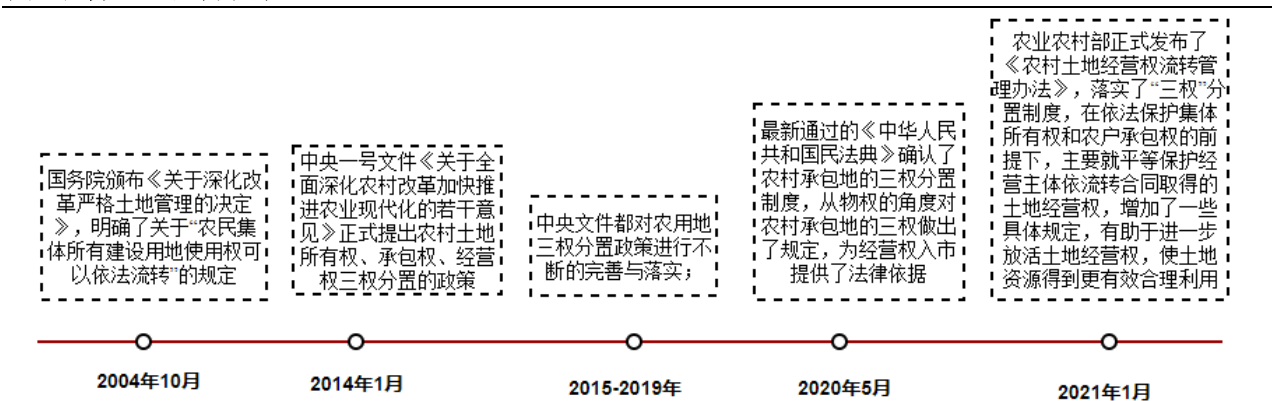 国务院颁布《关于深化改
革严格土地管理的决定
》，明确了关于“农民集
体所有建设用地使用权可
以依法流转”的规定
中央一号文件《关于全
面深化农村改革加快推
进农业现代化的若干意
见》正式提出农村土地
所有权、承包权、经营
权三权分置的政策
中央文件都对农用地
三权分置政策进行不
断的完善与落实；
最新通过的《中华人民
共和国民法典》确认了
农村承包地的三权分置
制度，从物权的角度对
农村承包地的三权做出
了规定，为经营权入市
提供了法律依据
农业农村部正式发布了
《农村土地经营权流转管
理办法》，落实了“三权”分
置制度，在依法保护集体
所有权和农户承包权的前
提下，主要就平等保护经
营主体依流转合同取得的
土地经营权，增加了一些
具体规定，有助于进一步
放活土地经营权，使土地
资源得到更有效合理利用
2004年10月
2014年1月
2015-2019年
2020年5月
2021年1月